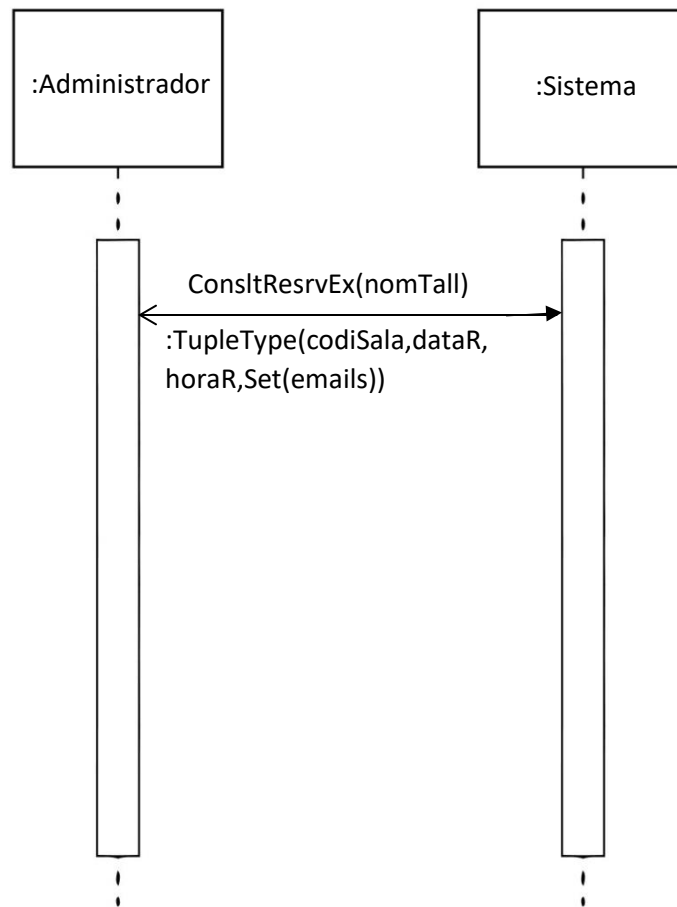 :Administrador
:Sistema
ConsltResrvEx(nomTall)
:TupleType(codiSala,dataR,
horaR,Set(emails))